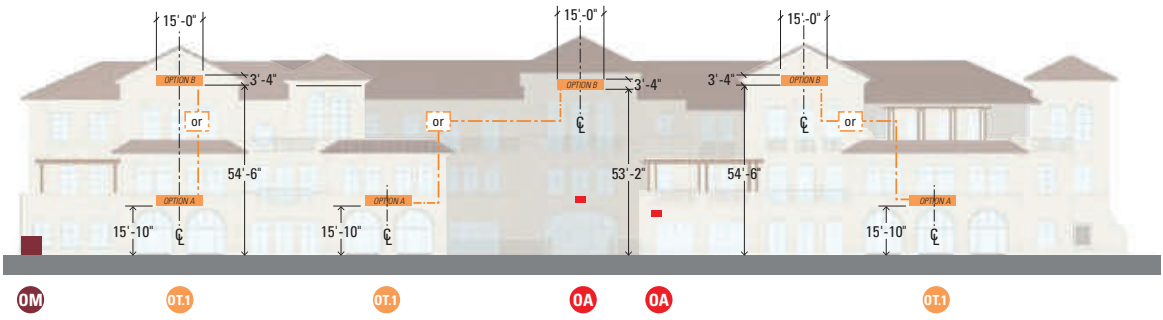 15'-0" 15'-0" 15'-0"
OPTION B 3'-4" OPTION B 3'-4" 3'-4" OPTION B
or or ℄ ℄ or
54'-6" 53'-2" 54'-6"
OPTION A OPTION A OPTION A
15'-10" ℄ 15'-10" ℄ 15'-10" ℄
OM OT.1 OT.1 OA OA OT.1